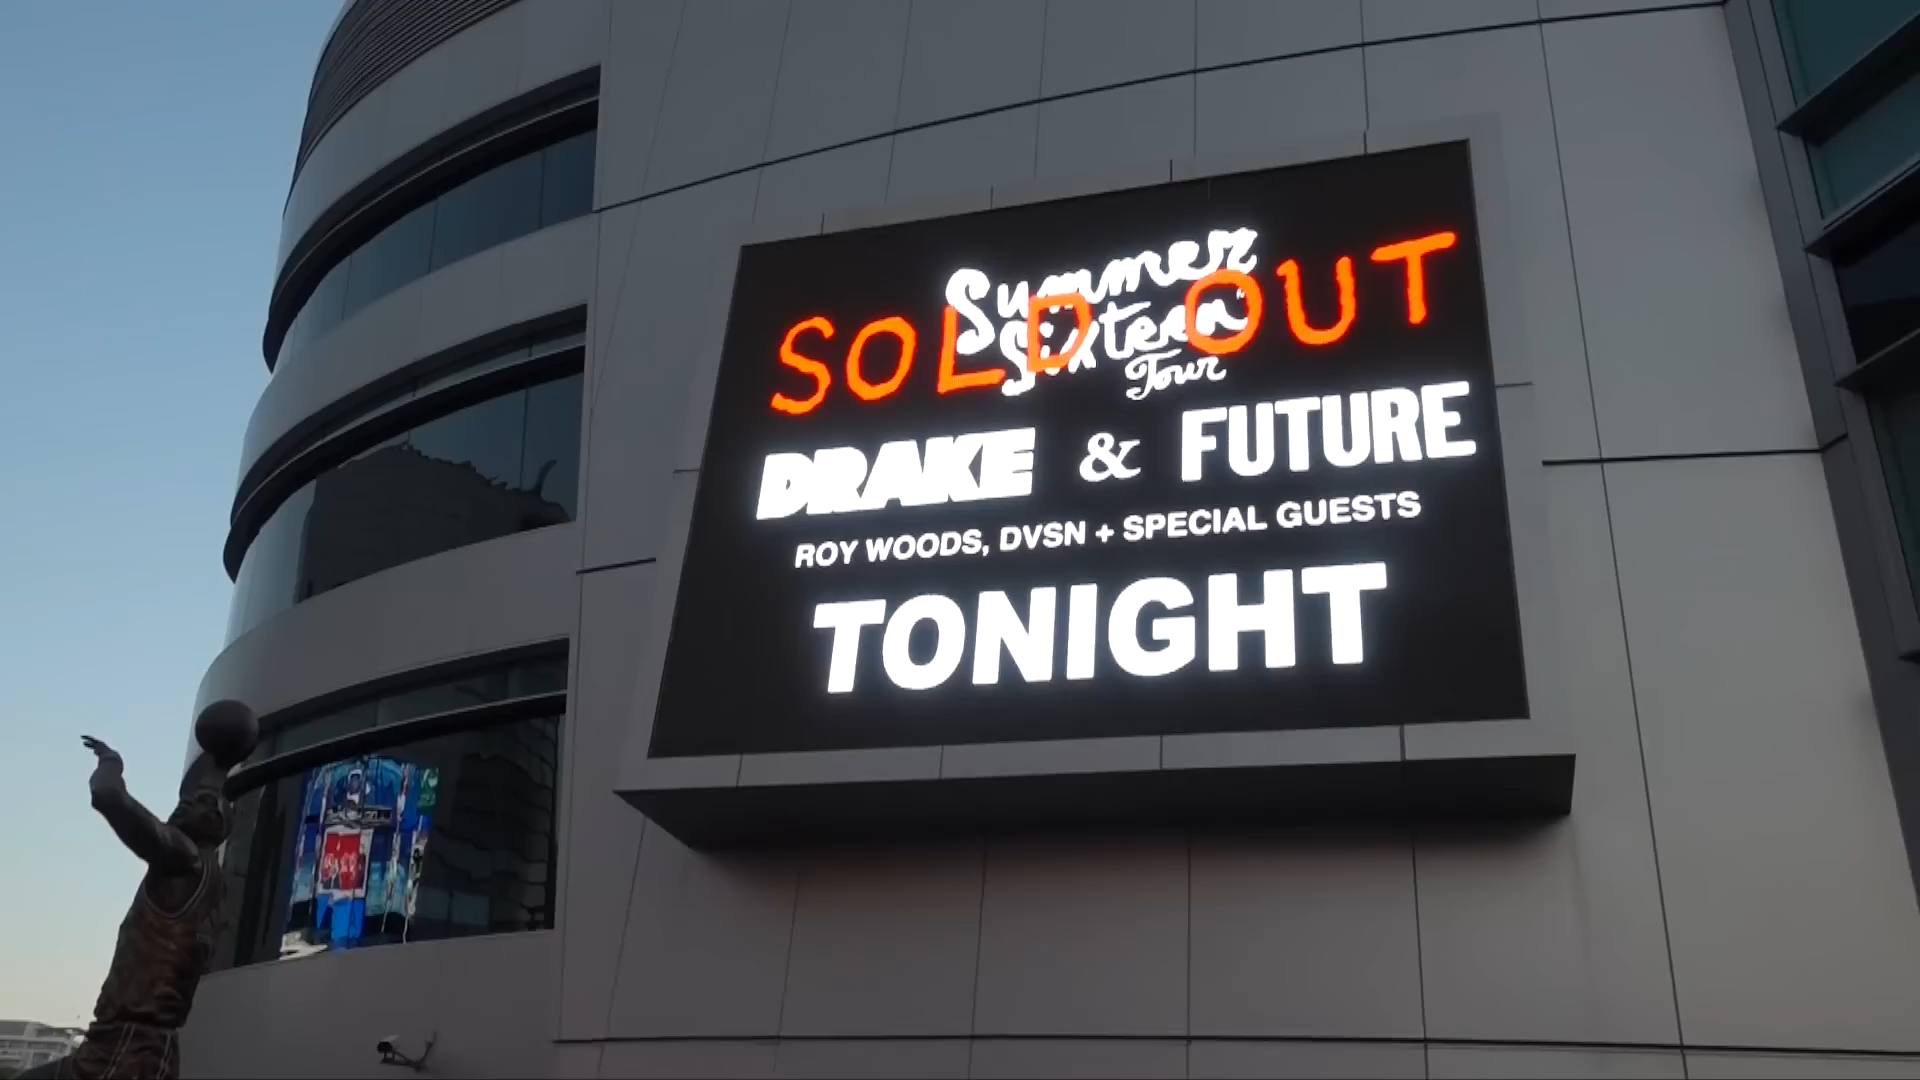 Summer
Sixteen
Tour
SOLD OUT
DRAKE & FUTURE
ROY WOODS, DVSN + SPECIAL GUESTS
TONIGHT